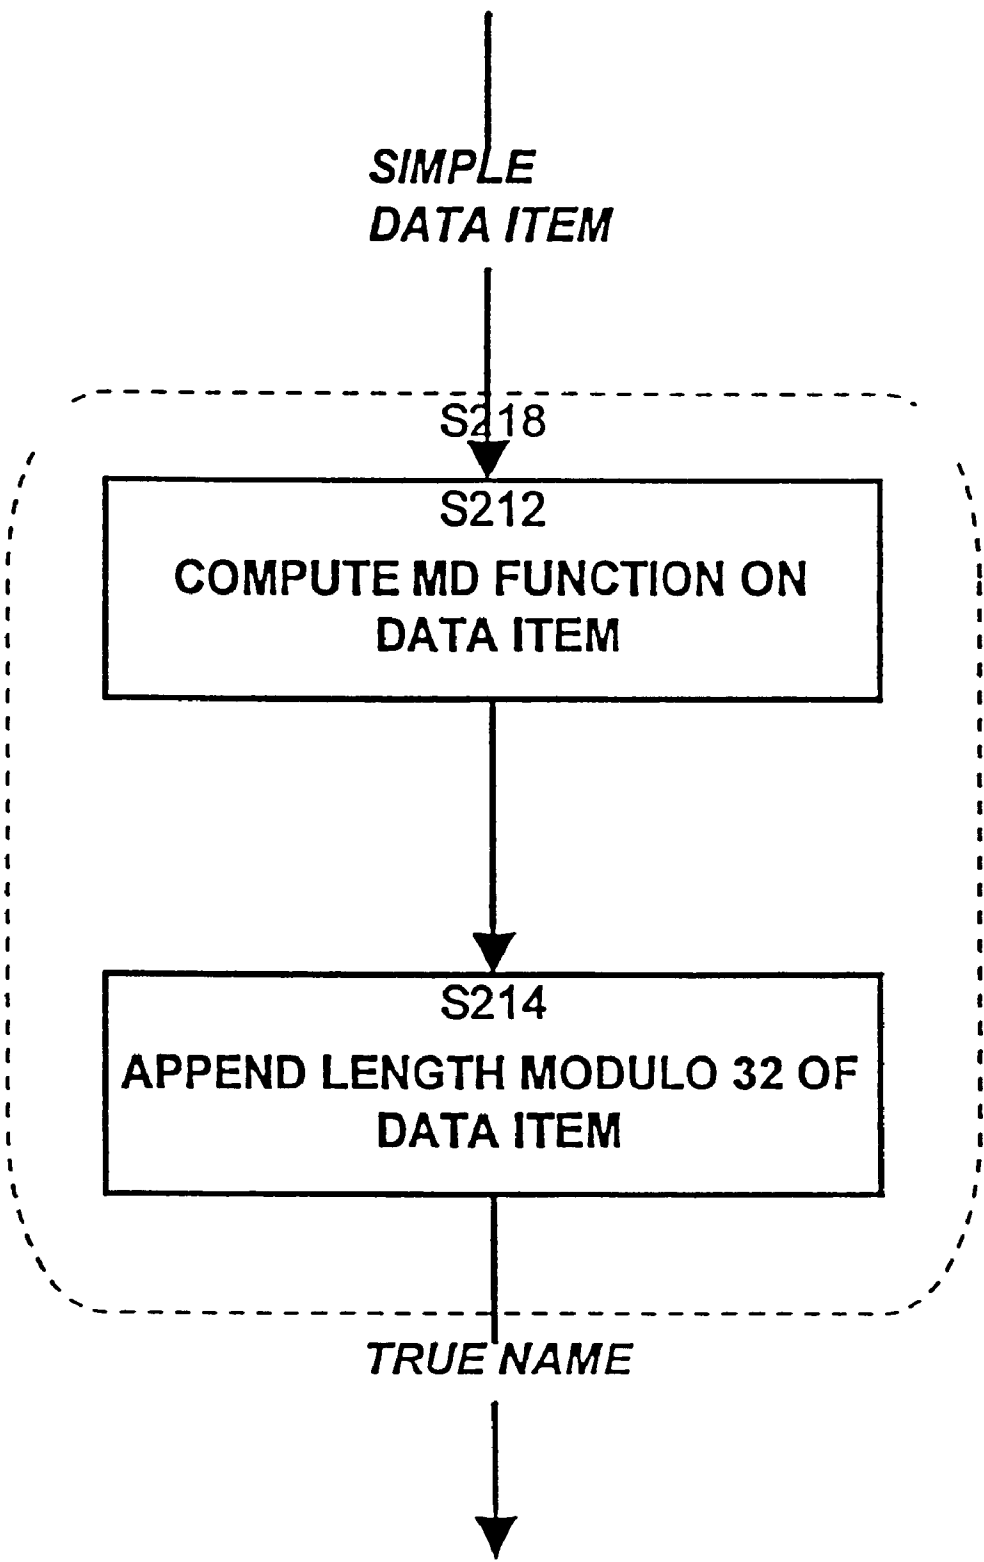 SIMPLE
DATA ITEM
S218
S212
COMPUTE MD FUNCTION ON
DATA ITEM
S214
APPEND LENGTH MODULO 32 OF
DATA ITEM
TRUE NAME